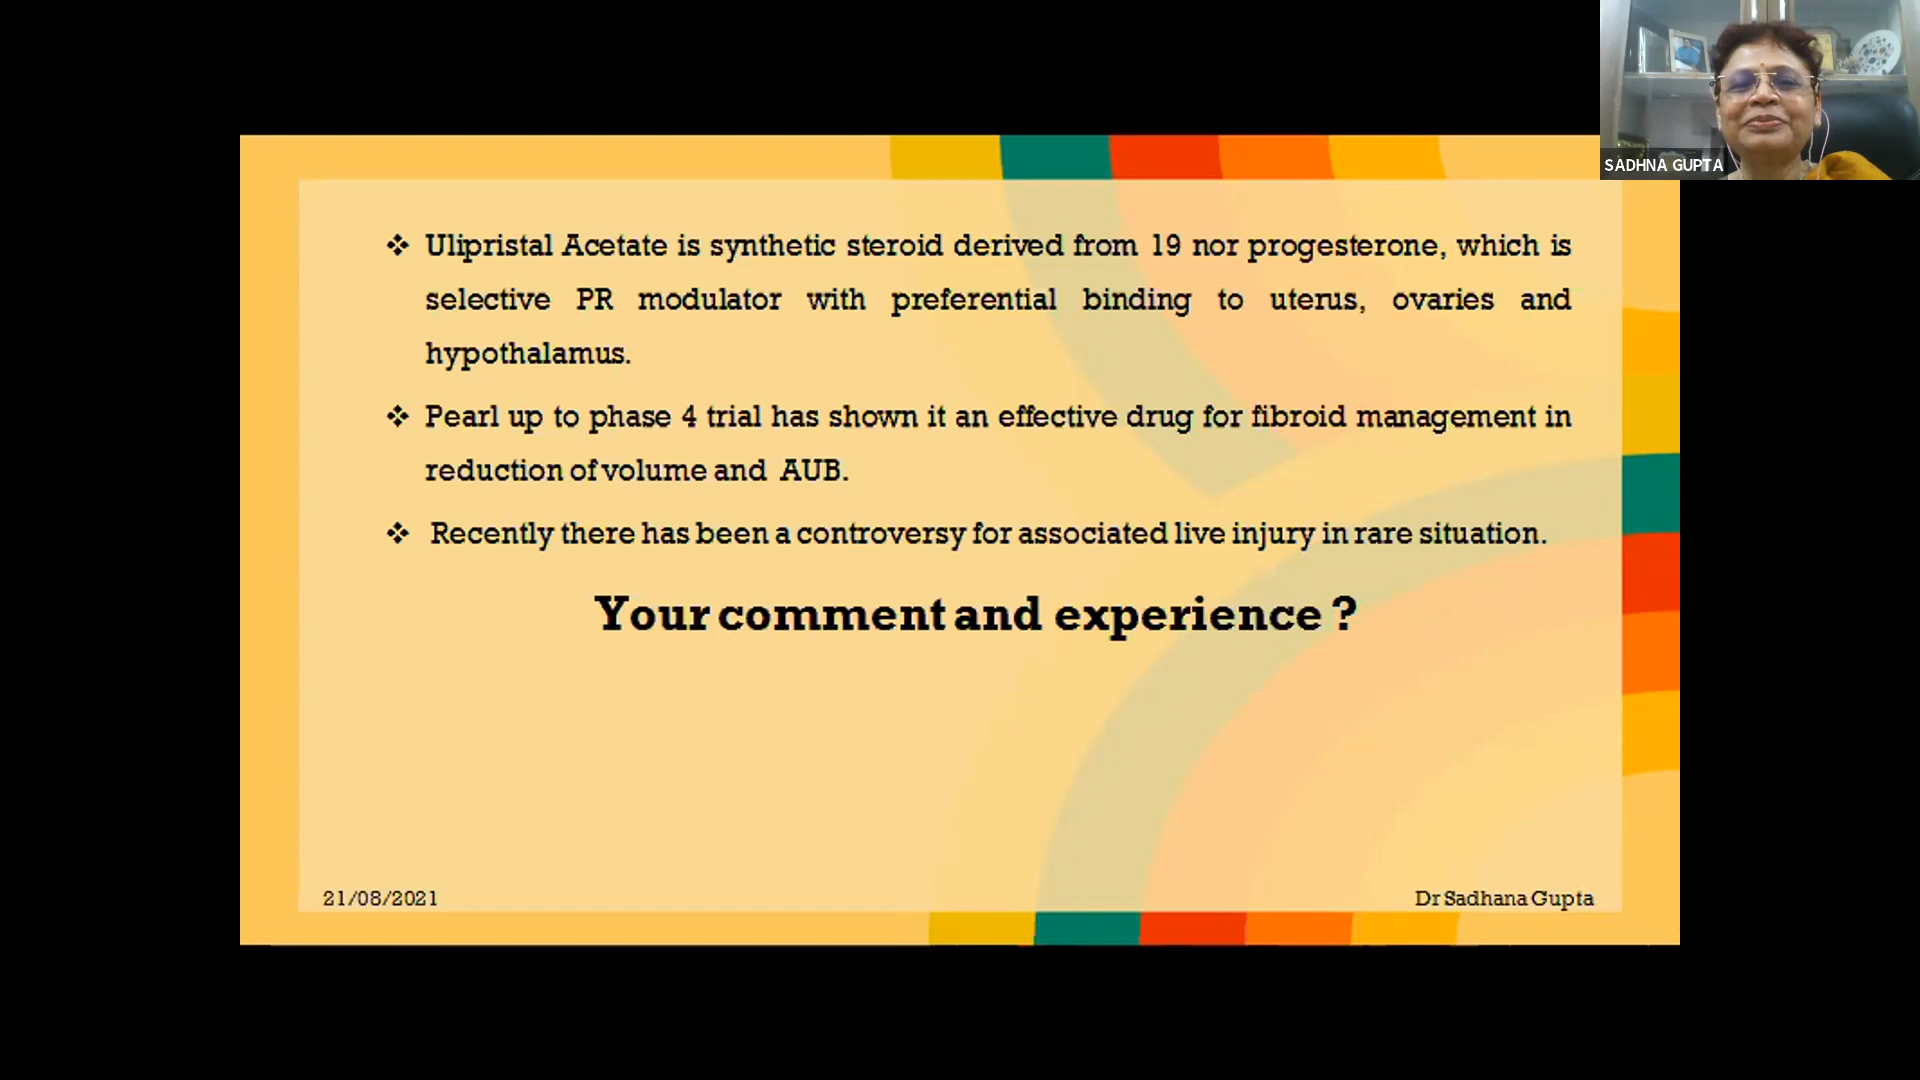 SADHNA GUPTA
❖ Ulipristal Acetate is synthetic steroid derived from 19 nor progesterone, which is
selective PR modulator with preferential binding to uterus, ovaries and
hypothalamus.
❖ Pearl up to phase 4 trial has shown it an effective drug for fibroid management in
reduction of volume and AUB.
❖ Recently there has been a controversy for associated live injury in rare situation.
Your comment and experience ?
21/08/2021
Dr Sadhana Gupta